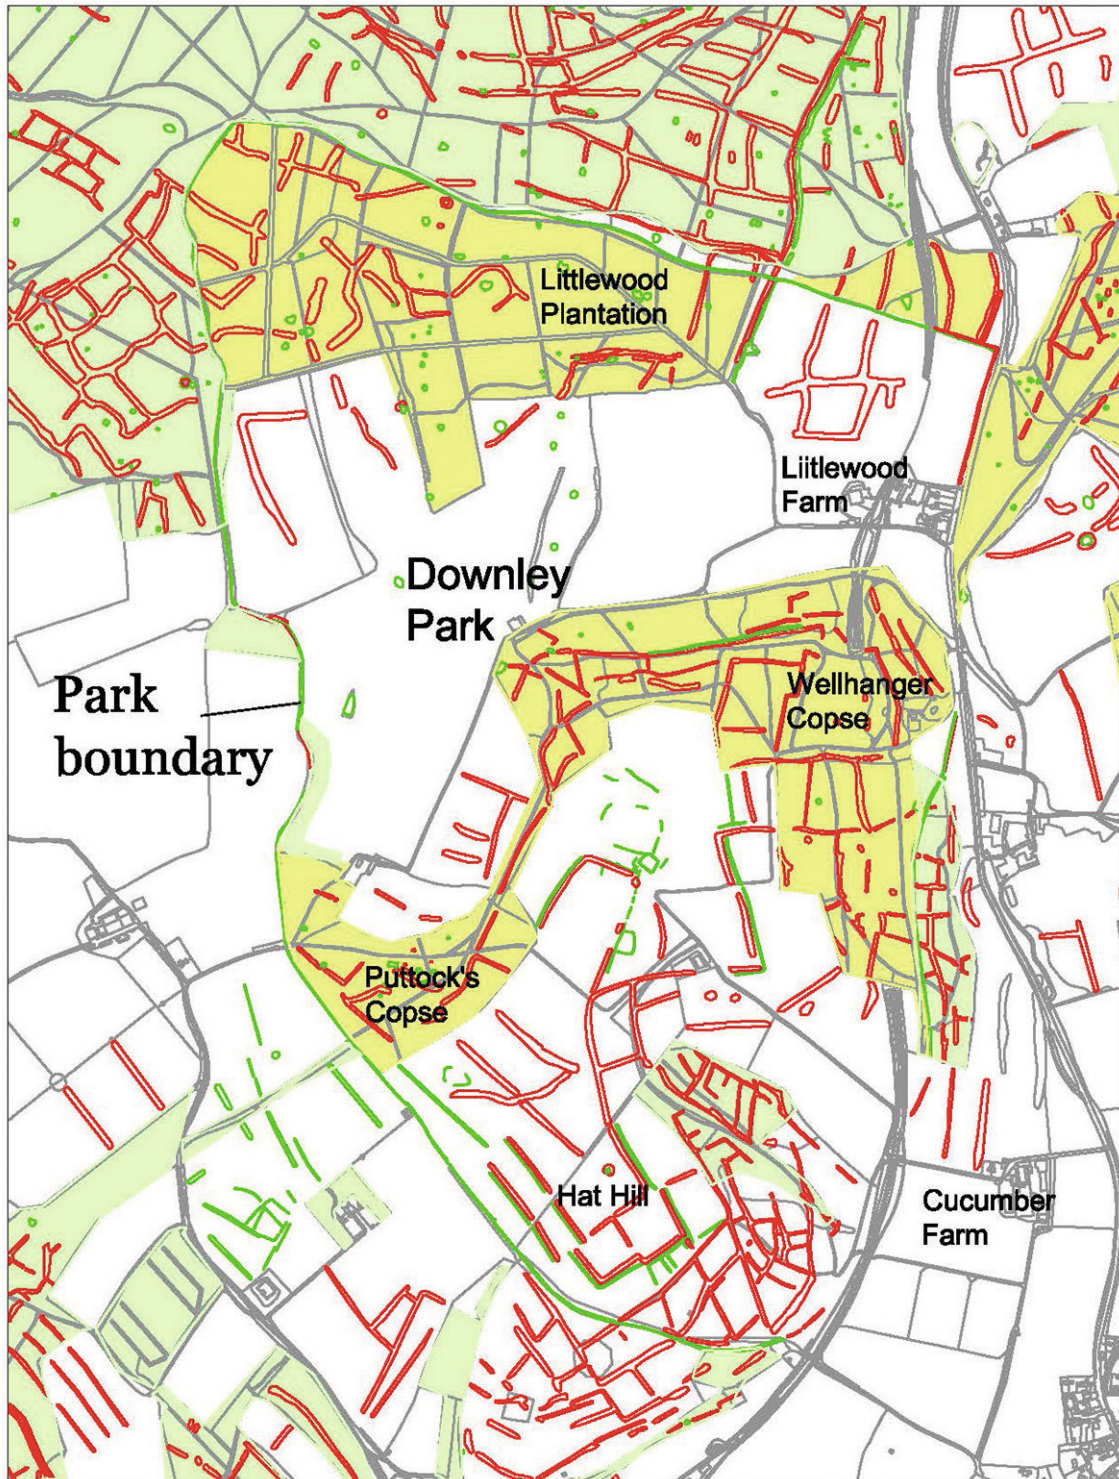 Littlewood
Plantation
Liitlewood
Farm
Downley
Park
Park
boundary
Wellhanger
Copse
Puttock's
Copse
Hat Hill
Cucumber
Farm